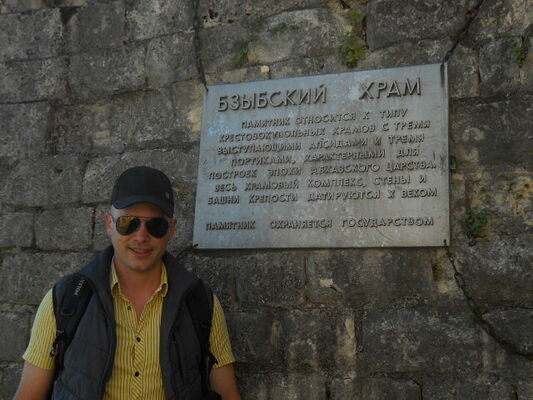 БЗЫБСКИЙ ХРАМ
ПАМЯТНИК ОТНОСИТСЯ К ТИПУ
КРЕСТОВОКУПОЛЬНЫХ ХРАМОВ С ТРЕМЯ
ВЫСТУПАЮЩИМИ АПСИДАМИ И ТРЕМЯ
ПОРТИКАМИ, ХАРАКТЕРНЫМИ ДЛЯ
ПОСТРОЕК ЭПОХИ АБХАЗСКОГО ЦАРСТВА.
ВЕСЬ ХРАМОВЫЙ КОМПЛЕКС, СТЕНЫ И
БАШНИ КРЕПОСТИ ДАТИРУЮТСЯ X ВЕКОМ
ПАМЯТНИК ОХРАНЯЕТСЯ ГОСУДАРСТВОМ